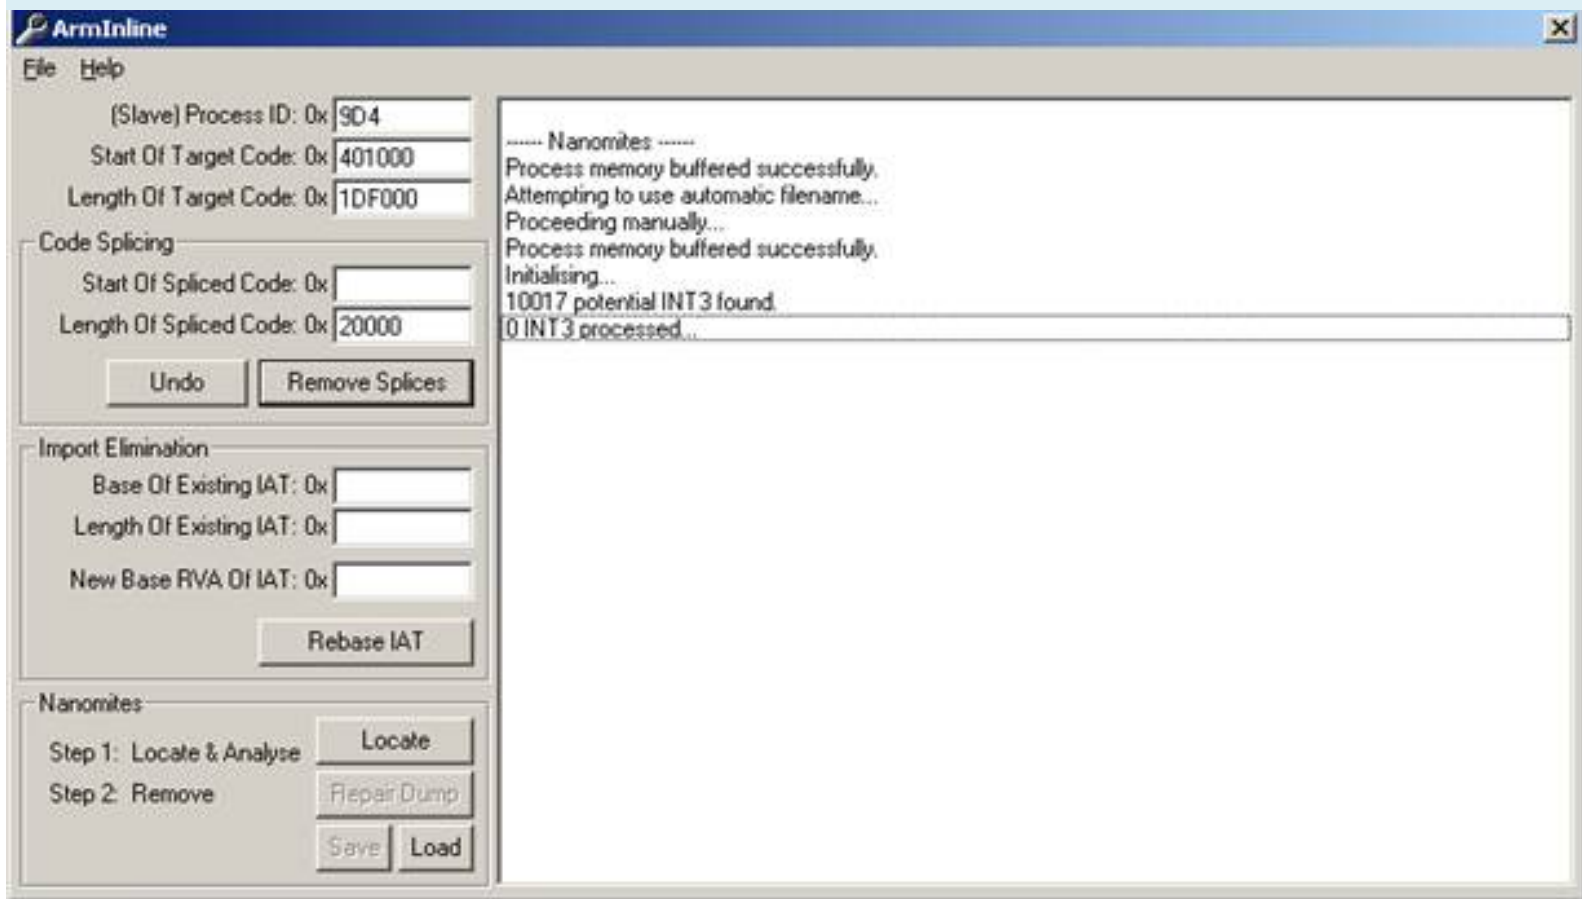 ArmInline
File Help
(Slave) Process ID: 0x 9D4
Start Of Target Code: 0x 401000
Length Of Target Code: 0x 1DF000
Code Splicing
Start Of Spliced Code: 0x
Length Of Spliced Code: 0x 20000
Undo Remove Splices
Import Elimination
Base Of Existing IAT: 0x
Length Of Existing IAT: 0x
New Base RVA Of IAT: 0x
Rebase IAT
Nanomites
Step 1: Locate & Analyse Locate
Step 2: Remove Repair Dump
Save Load
------ Nanomites ------
Process memory buffered successfully.
Attempting to use automatic filename...
Proceeding manually...
Process memory buffered successfully.
Initialising...
10017 potential INT3 found.
0 INT3 processed...